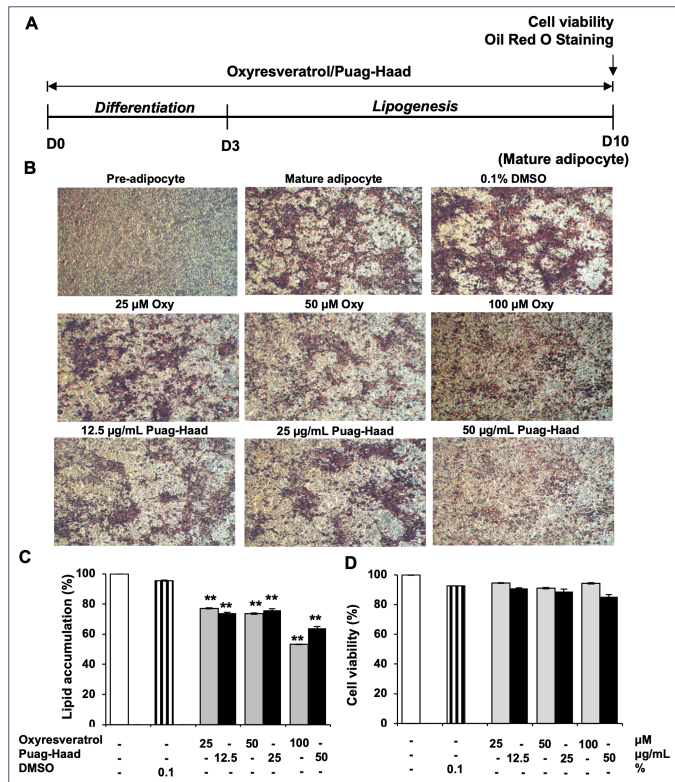 A
Cell viability
Oil Red O Staining
Oxyresveratrol/Puag-Haad
Differentiation Lipogenesis
D0 D3 D10
(Mature adipocyte)
B
Pre-adipocyte Mature adipocyte 0.1% DMSO
25 µM Oxy 50 µM Oxy 100 µM Oxy
12.5 µg/mL Puag-Haad 25 µg/mL Puag-Haad 50 µg/mL Puag-Haad
C
Lipid accumulation (%)
100
80
60
40
20
0
** ** ** ** ** **
Oxyresveratrol - - 25 - 50 - 100 -
Puag-Haad - - - 12.5 - 25 - 50
DMSO - 0.1 - - - - - -
D
Cell viability (%)
100
80
60
40
20
0
- - 25 - 50 - 100 - µM
- - - 12.5 - 25 - 50 µg/mL
- 0.1 - - - - - - %